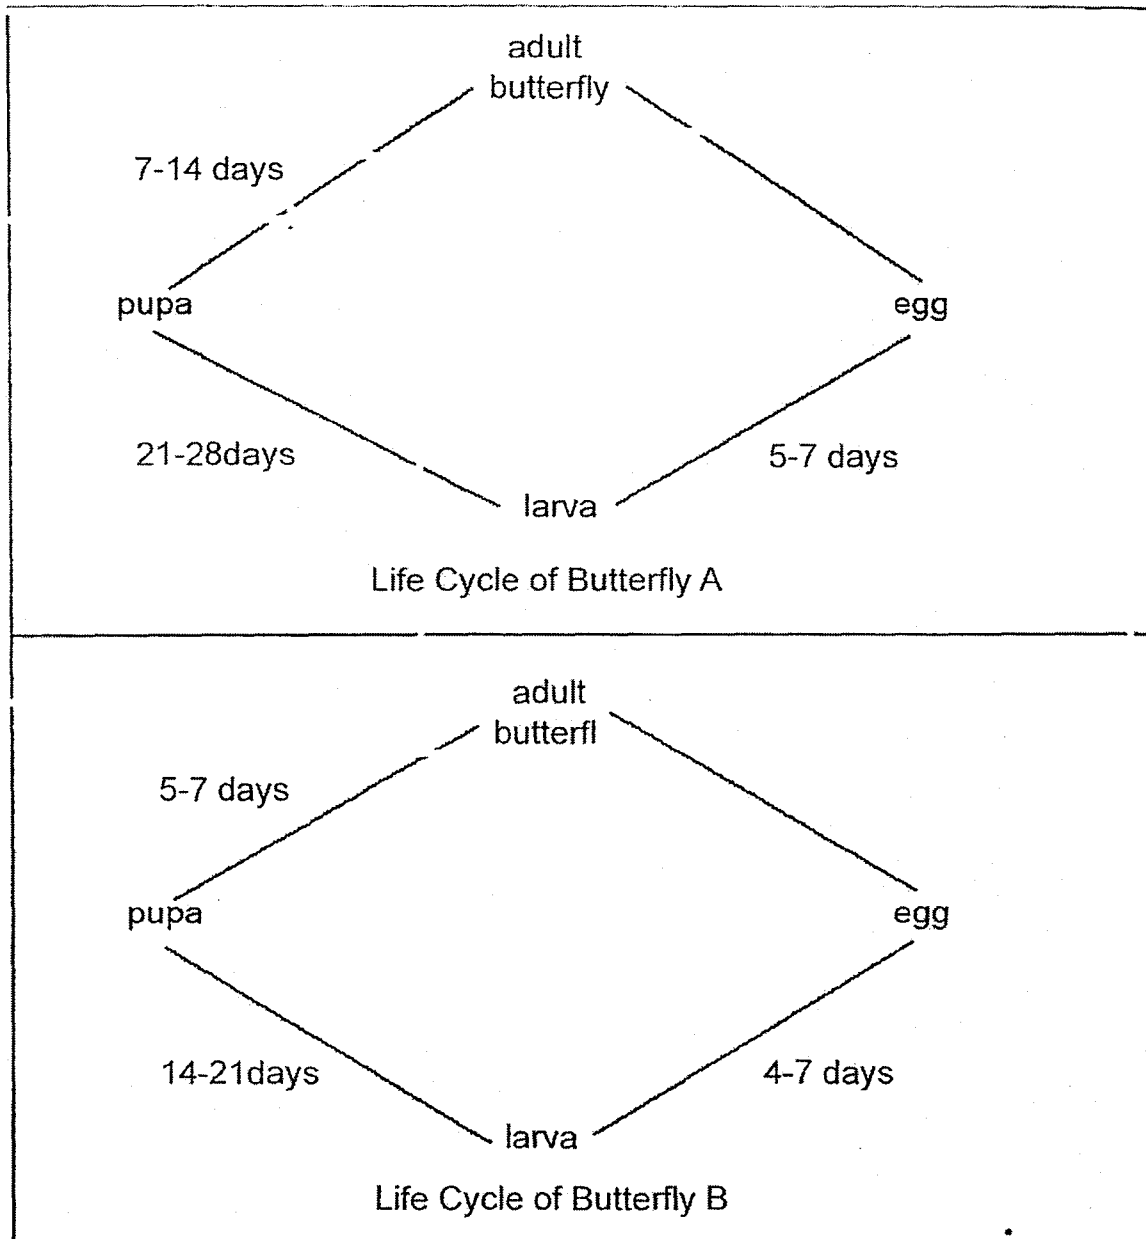 adult
butterfly
7-14 days
pupa
egg
21-28days
5-7 days
larva
Life Cycle of Butterfly A
adult
butterfl
5-7 days
pupa
egg
14-21days
4-7 days
larva
Life Cycle of Butterfly B